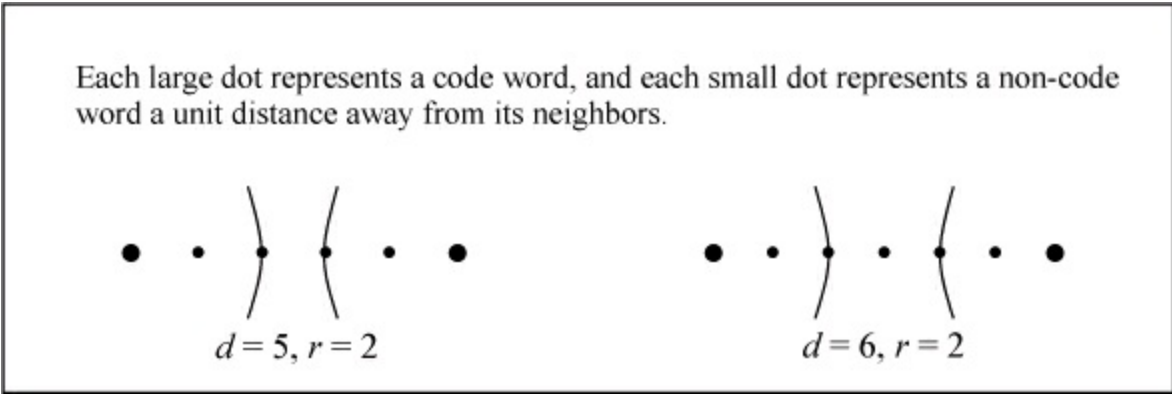 Each large dot represents a code word, and each small dot represents a non-code
word a unit distance away from its neighbors.
d = 5, r = 2
d = 6, r = 2